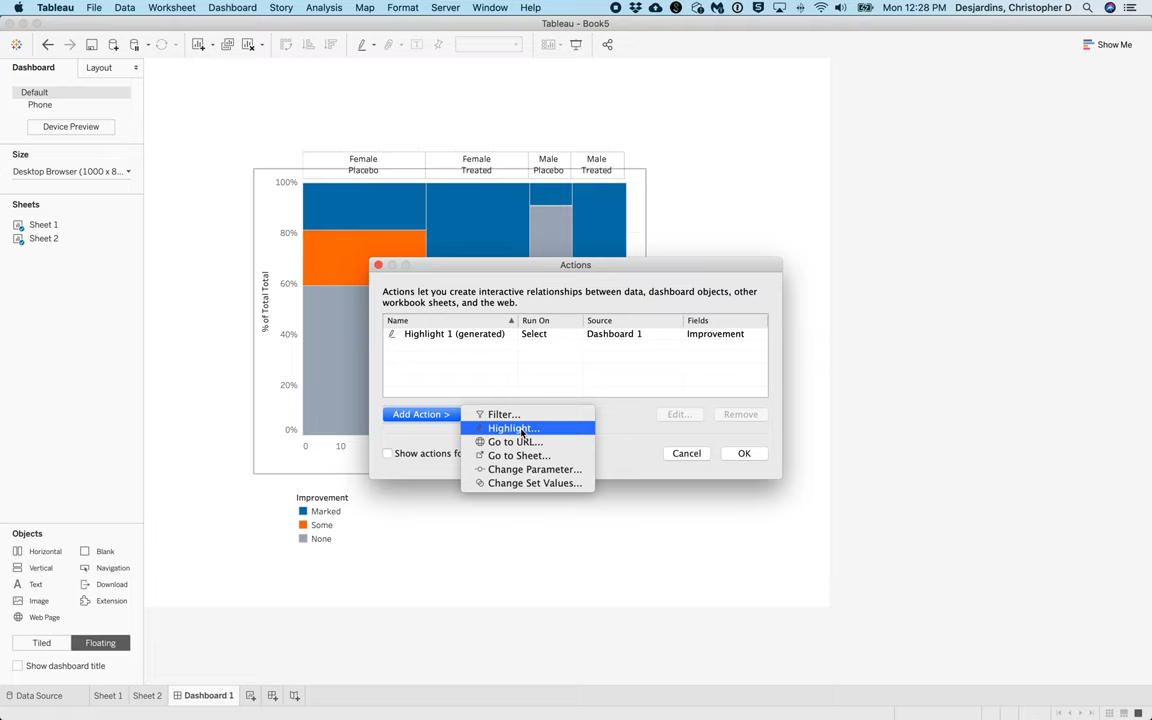 Tableau File Data Worksheet Dashboard Story Analysis Map Format Server Window Help Mon 12:28 PM Desjardins, Christopher D
Tableau - Book5
Show Me
Dashboard Layout
Default
Phone
Device Preview
Size
Desktop Browser (1000 x 8...
Sheets
Sheet 1
Sheet 2
Female Placebo
Female Treated
Male Placebo
Male Treated
100%
80%
60%
40%
20%
0%
% of Total Total
0 10
Improvement
Marked
Some
None
Actions
Actions let you create interactive relationships between data, dashboard objects, other
workbook sheets, and the web.
Name Run On Source Fields
Highlight 1 (generated) Select Dashboard 1 Improvement
Add Action >
Filter...
Highlight...
Go to URL...
Go to Sheet...
Change Parameter...
Change Set Values...
Edit... Remove
Show actions fo
Cancel OK
Objects
Horizontal Blank
Vertical Navigation
Text Download
Image Extension
Web Page
Tiled Floating
Show dashboard title
Data Source Sheet 1 Sheet 2 Dashboard 1